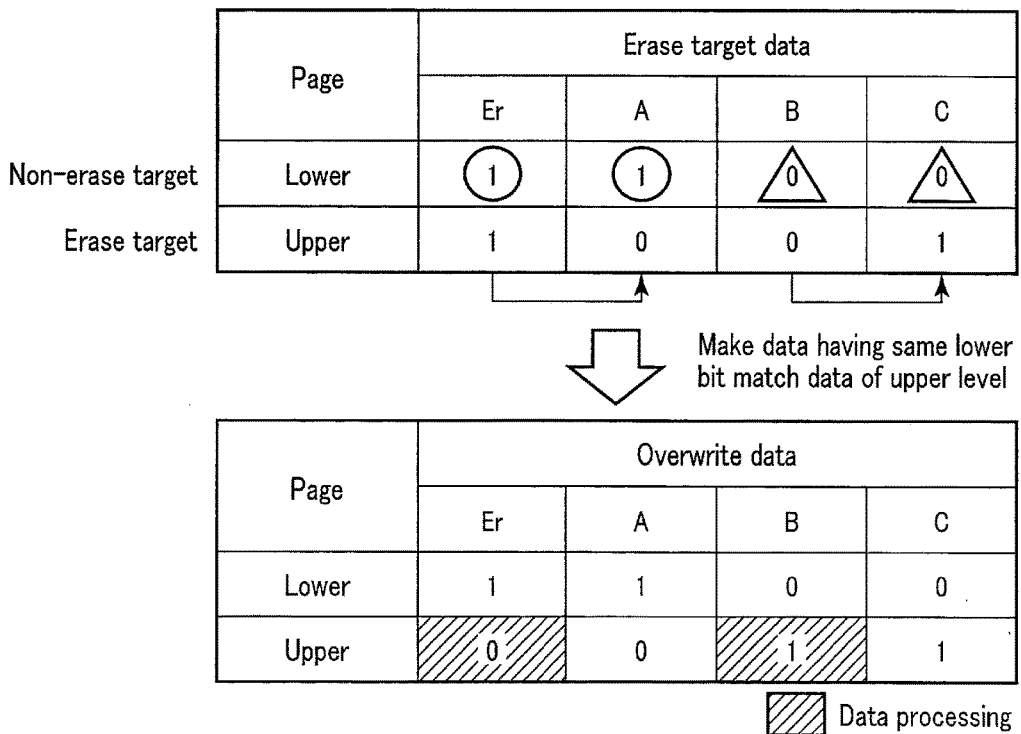 Page Erase target data
Er A B C
Non-erase target Lower 1 1 0 0
Erase target Upper 1 0 0 1
Make data having same lower
bit match data of upper level
Page Overwrite data
Er A B C
Lower 1 1 0 0
Upper 0 0 1 1
Data processing